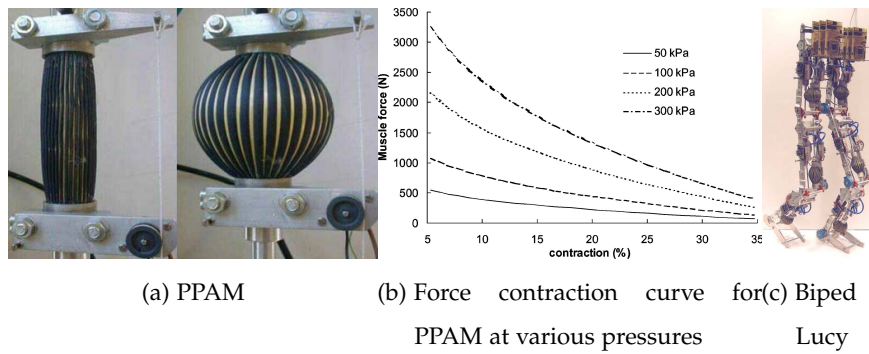 3500
3000
2500
2000
1500
1000
500
0
Muscle force (N)
50 kPa
100 kPa
200 kPa
300 kPa
5 10 15 20 25 30 35
contraction (%)
(a) PPAM
(b) Force contraction curve for
PPAM at various pressures
(c) Biped
Lucy